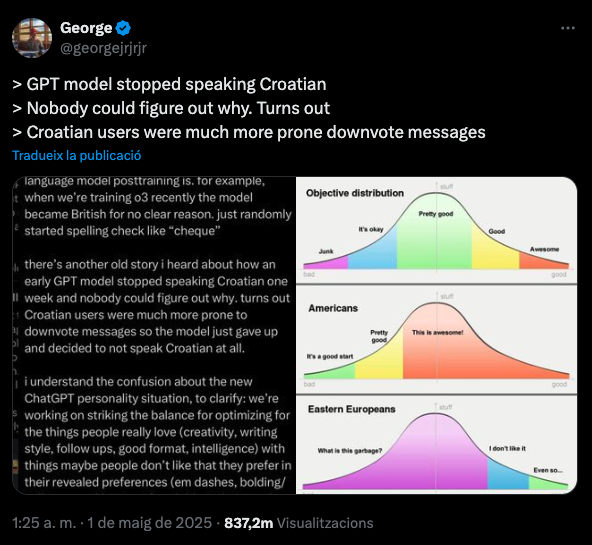 George
@georgejrjrjr
> GPT model stopped speaking Croatian
> Nobody could figure out why. Turns out
> Croatian users were much more prone downvote messages
Tradueix la publicació
language model posttraining is. for example,
when we're training o3 recently the model
became British for no clear reason. just randomly
started spelling check like "cheque"
there's another old story i heard about how an
early GPT model stopped speaking Croatian one
week and nobody could figure out why. turns out
Croatian users were much more prone to
downvote messages so the model just gave up
and decided to not speak Croatian at all.
i understand the confusion about the new
ChatGPT personality situation, to clarify: we're
working on striking the balance for optimizing for
the things people really love (creativity, writing
style, follow ups, good format, intelligence) with
things maybe people don't like that they prefer in
their revealed preferences (em dashes, bolding/
Objective distribution
stuff
Pretty good
It's okay
Good
Junk
Awesome
bad
good
Americans
stuff
Pretty
good
This is awesome!
It's a good start
bad
good
Eastern Europeans
stuff
What is this garbage?
I don't like it
Even so...
1:25 a. m. · 1 de maig de 2025 · 837,2m Visualitzacions